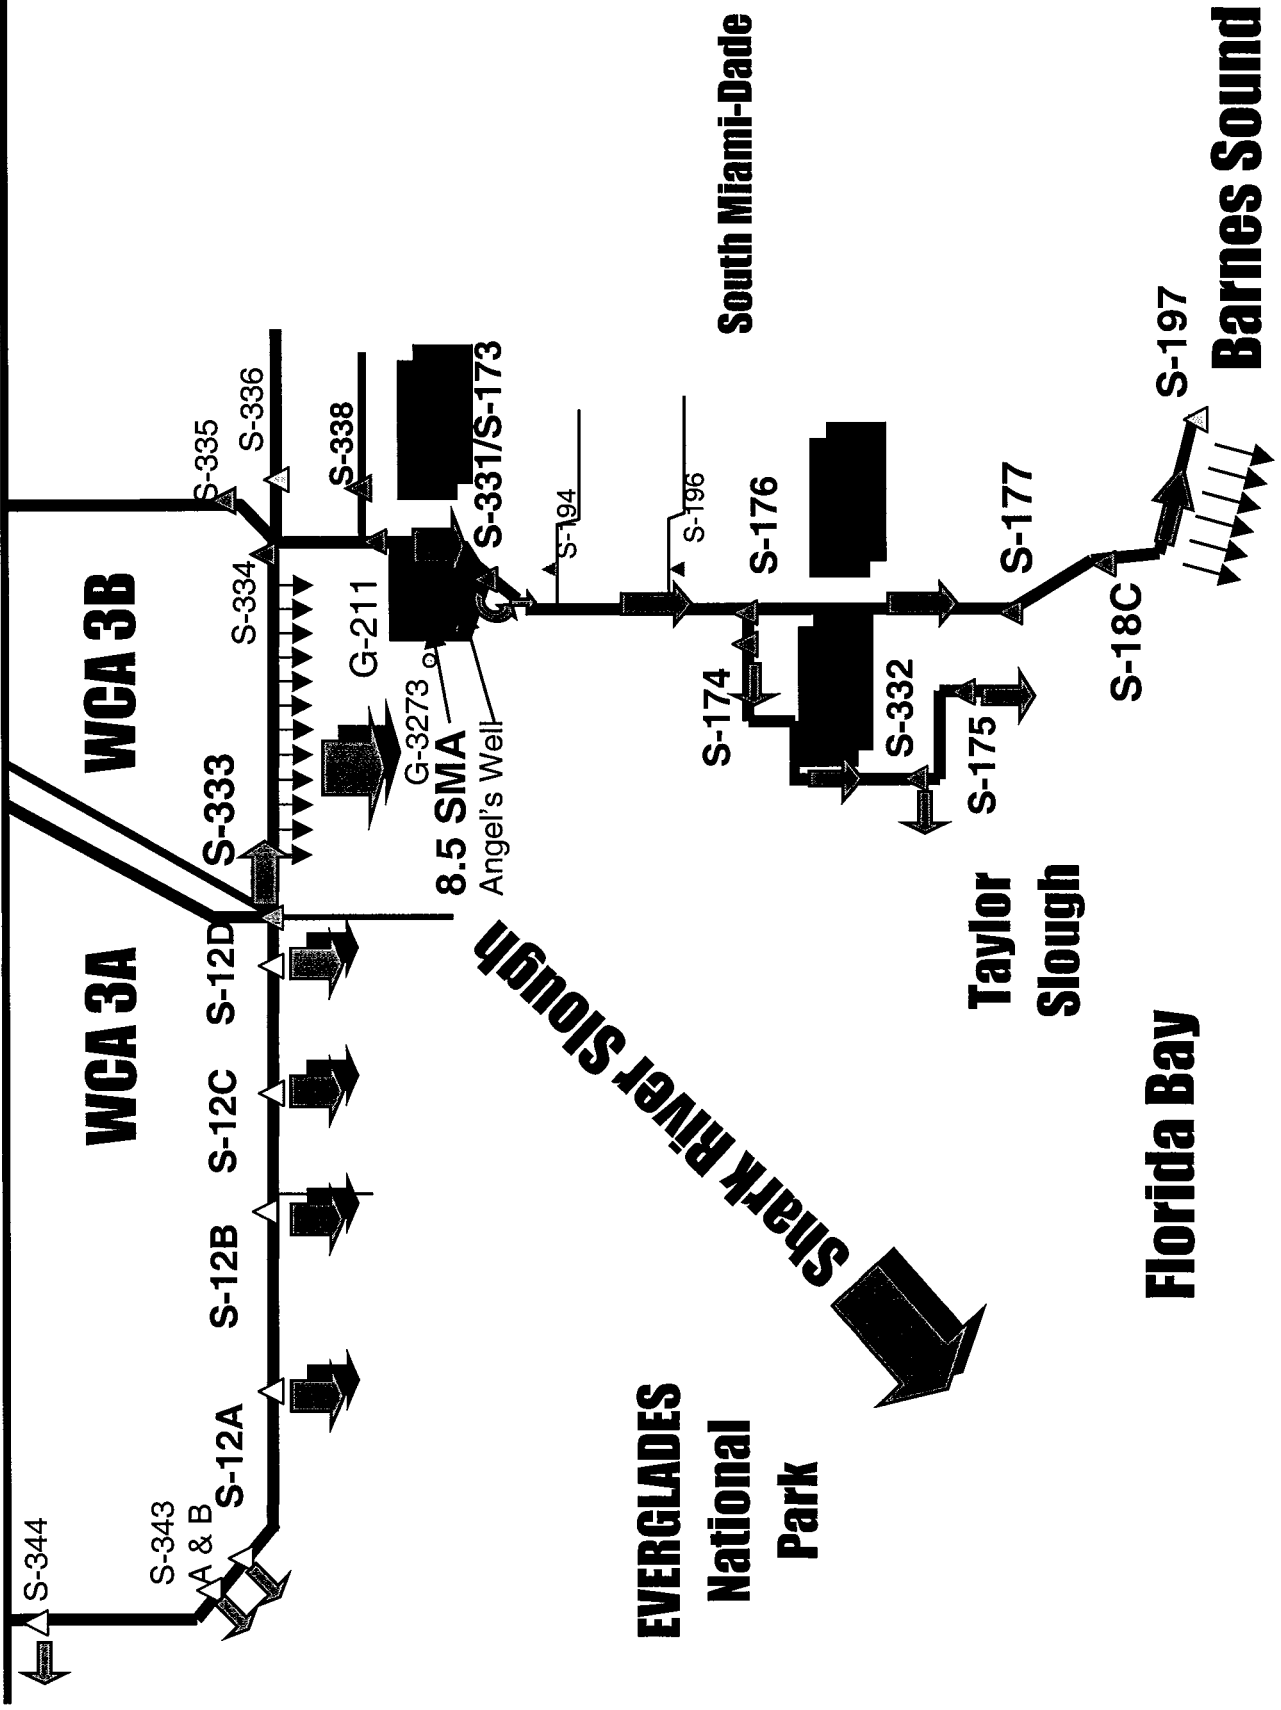 WCA 3A
WCA 3B
S-344
S-343
A & B
S-12A
S-12B
S-12C
S-12D
S-333
S-334
S-335
S-336
S-338
G-211
G-3273
8.5 SMA
Angel's Well
S-331/S-173
S-194
S-196
Shark River Slough
EVERGLADES
National
Park
South Miami-Dade
S-174
S-176
S-332
S-175
S-177
S-18C
S-197
Taylor
Slough
Florida Bay
Barnes Sound